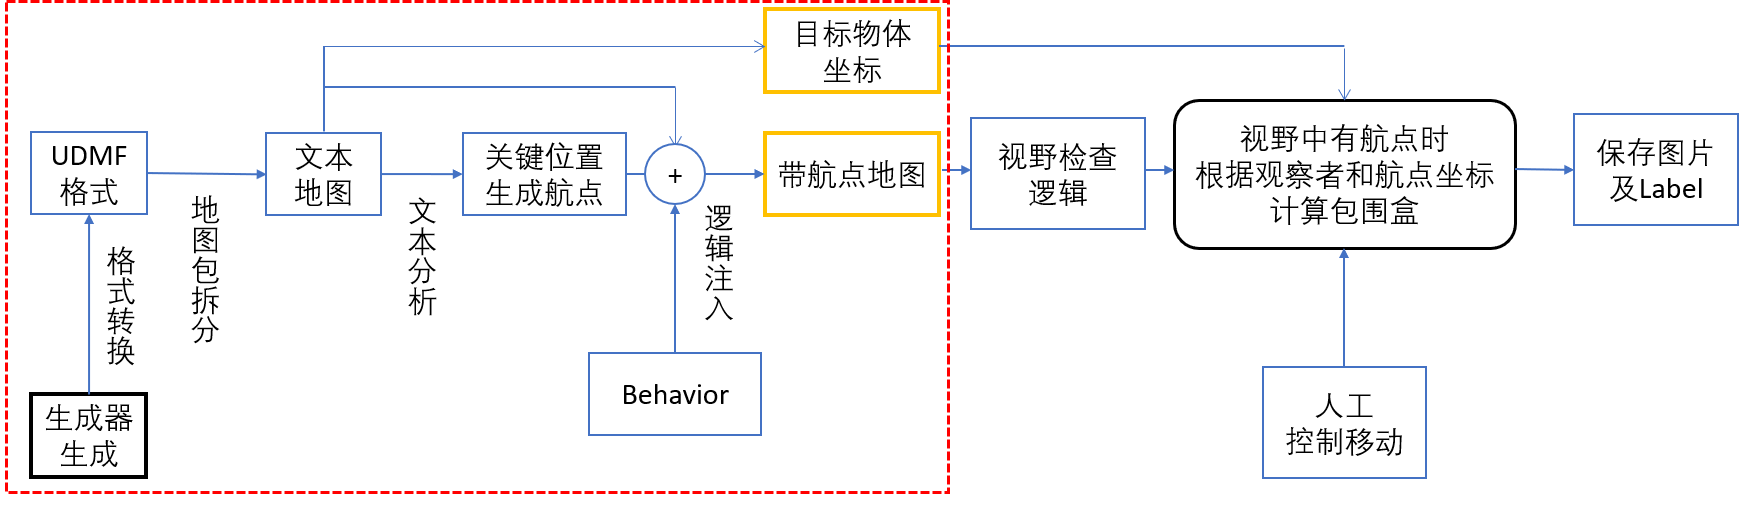 目标物体
坐标
UDMF
格式
文本
地图
关键位置
生成航点
+
带航点地图
视野检查
逻辑
视野中有航点时
根据观察者和航点坐标
计算包围盒
保存图片
及Label
格式转换
地图包拆分
文本分析
逻辑注入
生成器
生成
Behavior
人工
控制移动